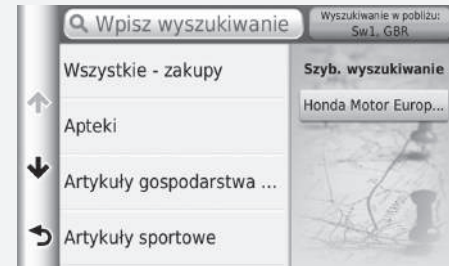 Wpisz wyszukiwanie
Wyszukiwanie w pobliżu:
Sw1, GBR
Wszystkie - zakupy
Apteki
Artykuły gospodarstwa ...
Artykuły sportowe
Szyb. wyszukiwanie
Honda Motor Europ...